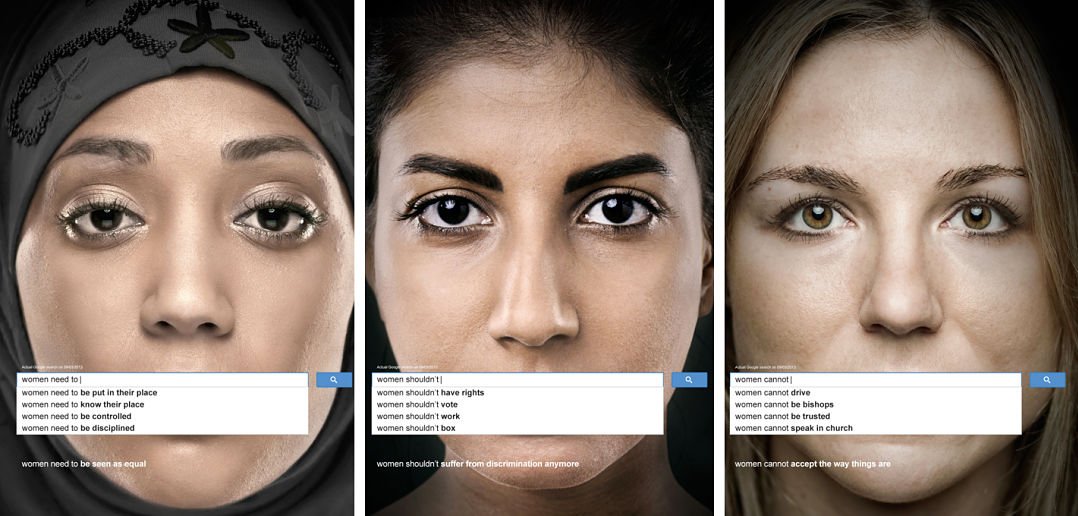 Actual Google search on 09/03/2013
women need to
women need to be put in their place
women need to know their place
women need to be controlled
women need to be disciplined
women need to be seen as equal
Actual Google search on 09/03/2013
women shouldn't
women shouldn't have rights
women shouldn't vote
women shouldn't work
women shouldn't box
women shouldn't suffer from discrimination anymore
Actual Google search on 09/03/2013
women cannot
women cannot drive
women cannot be bishops
women cannot be trusted
women cannot speak in church
women cannot accept the way things are